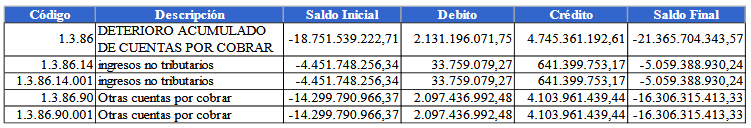 Código Descripción Saldo Inicial Debito Crédito Saldo Final
1.3.86 DETERIORO ACUMULADO DE CUENTAS POR COBRAR -18.751.539.222,71 2.131.196.071,75 4.745.361.192,61 -21.365.704.343,57
1.3.86.14 ingresos no tributarios -4.451.748.256,34 33.759.079,27 641.399.753,17 -5.059.388.930,24
1.3.86.14.001 ingresos no tributarios -4.451.748.256,34 33.759.079,27 641.399.753,17 -5.059.388.930,24
1.3.86.90 Otras cuentas por cobrar -14.299.790.966,37 2.097.436.992,48 4.103.961.439,44 -16.306.315.413,33
1.3.86.90.001 Otras cuentas por cobrar -14.299.790.966,37 2.097.436.992,48 4.103.961.439,44 -16.306.315.413,33